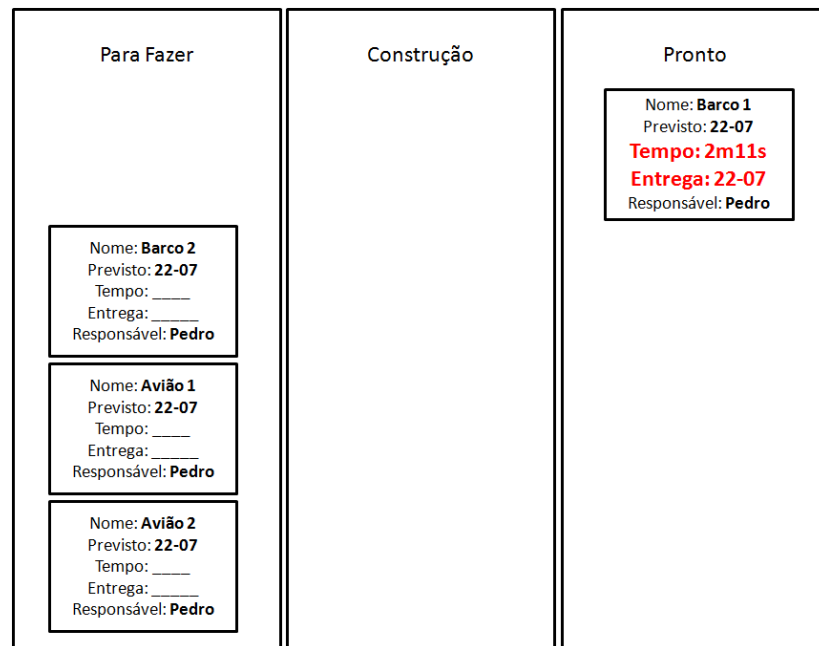 Para Fazer
Nome: Barco 2
Previsto: 22-07
Tempo: ____
Entrega: _____
Responsável: Pedro
Nome: Avião 1
Previsto: 22-07
Tempo: ____
Entrega: _____
Responsável: Pedro
Nome: Avião 2
Previsto: 22-07
Tempo: ____
Entrega: _____
Responsável: Pedro
Construção
Pronto
Nome: Barco 1
Previsto: 22-07
Tempo: 2m11s
Entrega: 22-07
Responsável: Pedro